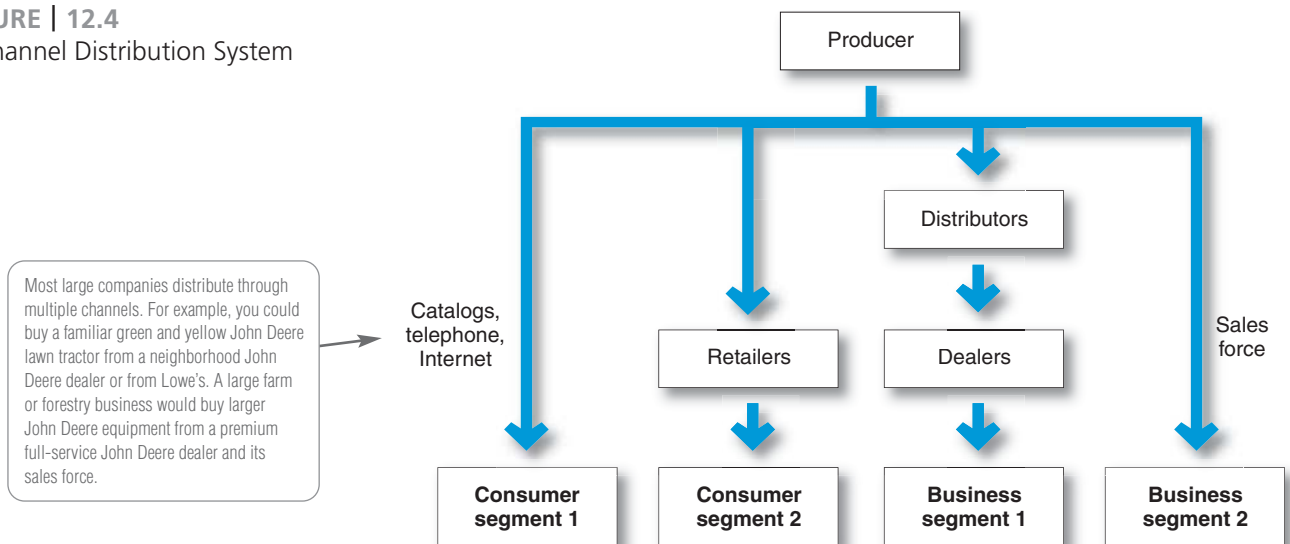 URE | 12.4
hannel Distribution System
Producer
Distributors
Most large companies distribute through
multiple channels. For example, you could
buy a familiar green and yellow John Deere
lawn tractor from a neighborhood John
Deere dealer or from Lowe's. A large farm
or forestry business would buy larger
John Deere equipment from a premium
full-service John Deere dealer and its
sales force.
Catalogs,
telephone,
Internet
Retailers
Dealers
Sales
force
Consumer
segment 1
Consumer
segment 2
Business
segment 1
Business
segment 2